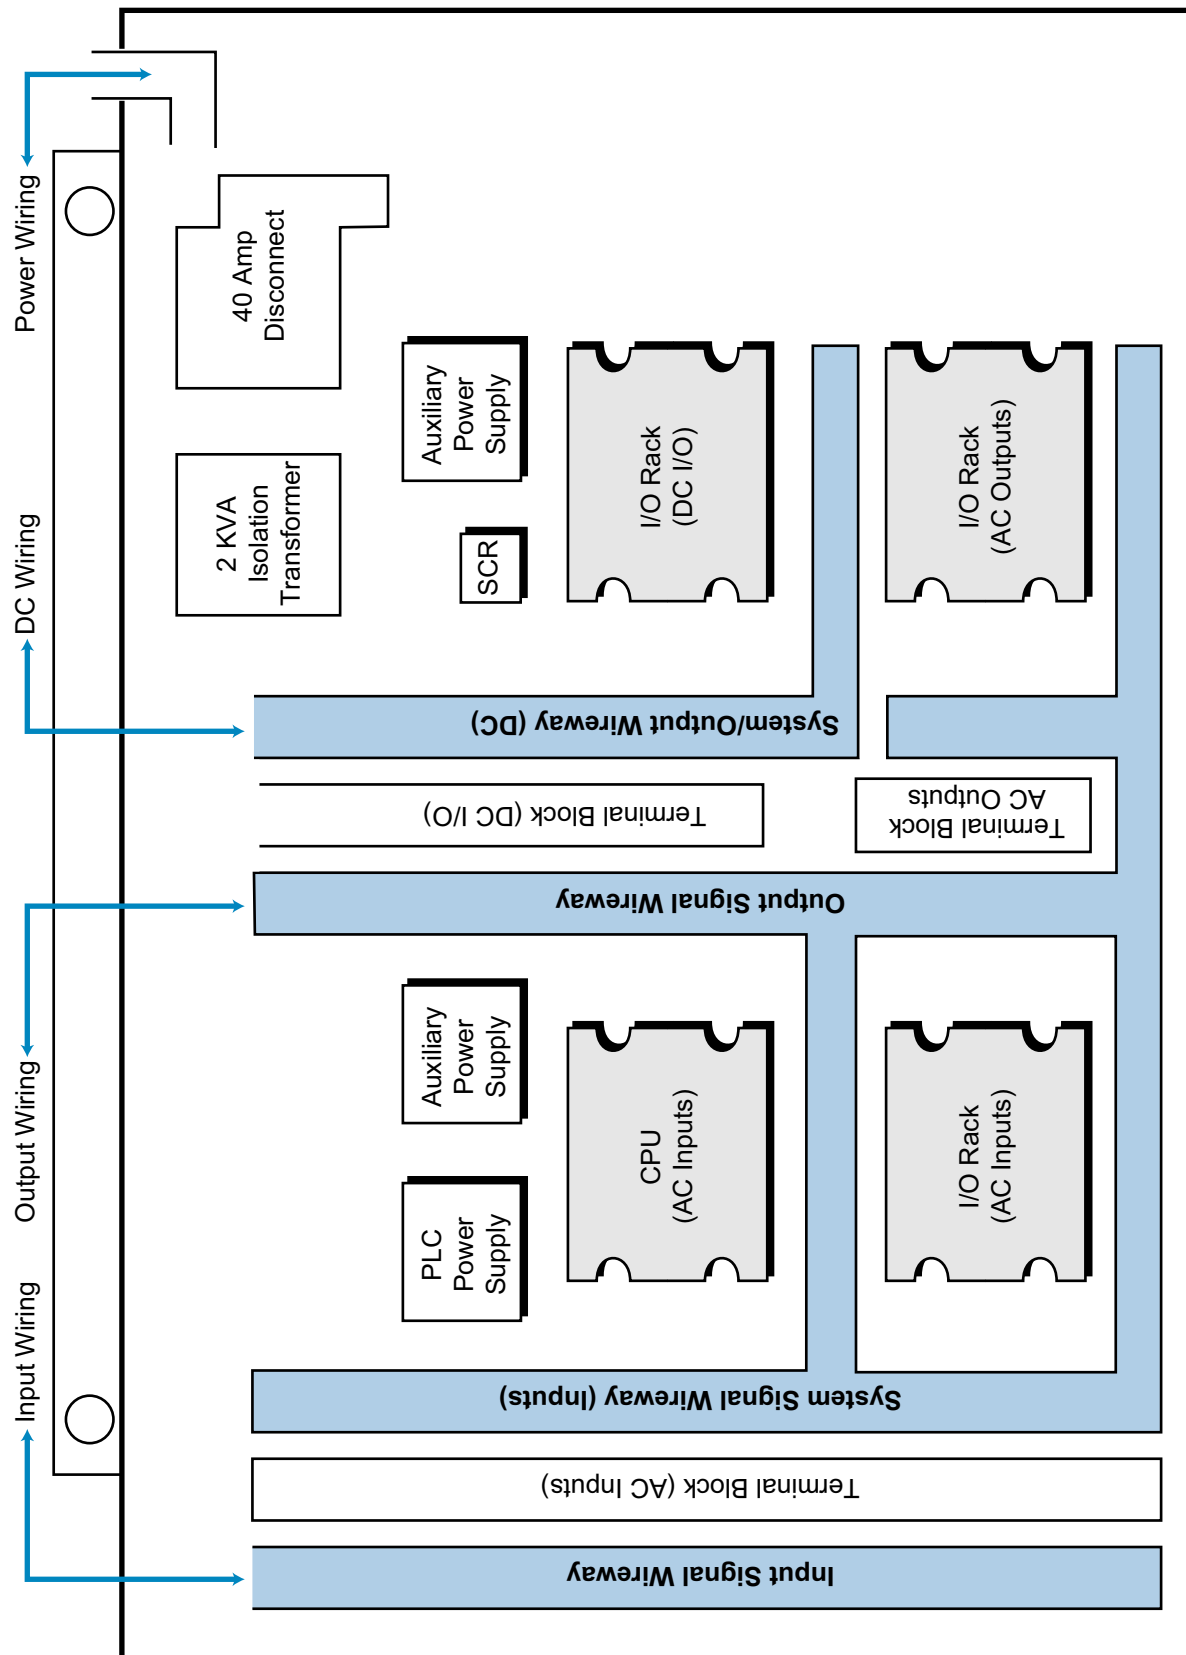 Input Wiring
Output Wiring
DC Wiring
Power Wiring
2 KVA
Isolation
Transformer
40 Amp
Disconnect
PLC
Power
Supply
Auxiliary
Power
Supply
SCR
Auxiliary
Power
Supply
CPU
(AC Inputs)
I/O Rack
(DC I/O)
I/O Rack
(AC Inputs)
I/O Rack
(AC Outputs)
Input Signal Wireway
Terminal Block (AC Inputs)
System Signal Wireway (Inputs)
Output Signal Wireway
Terminal Block (DC I/O)
Terminal Block
AC Outputs
System/Output Wireway (DC)